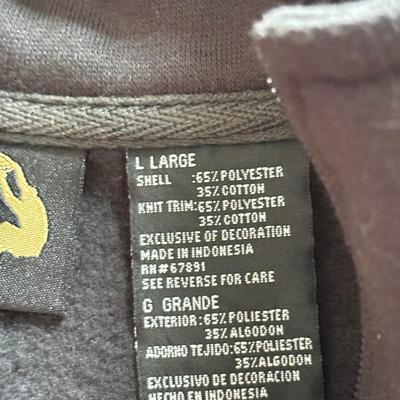 L LARGE
SHELL :65% POLYESTER
35% COTTON
KNIT TRIM:65% POLYESTER
35% COTTON
EXCLUSIVE OF DECORATION
MADE IN INDONESIA
RN#67891
SEE REVERSE FOR CARE
G GRANDE
EXTERIOR:65% POLIESTER
35% ALGODON
ADORNO TEJIDO:65%POLIESTER
35% ALGODON
EXCLUSIVO DE DECORACION
HECHO EN INDONESIA